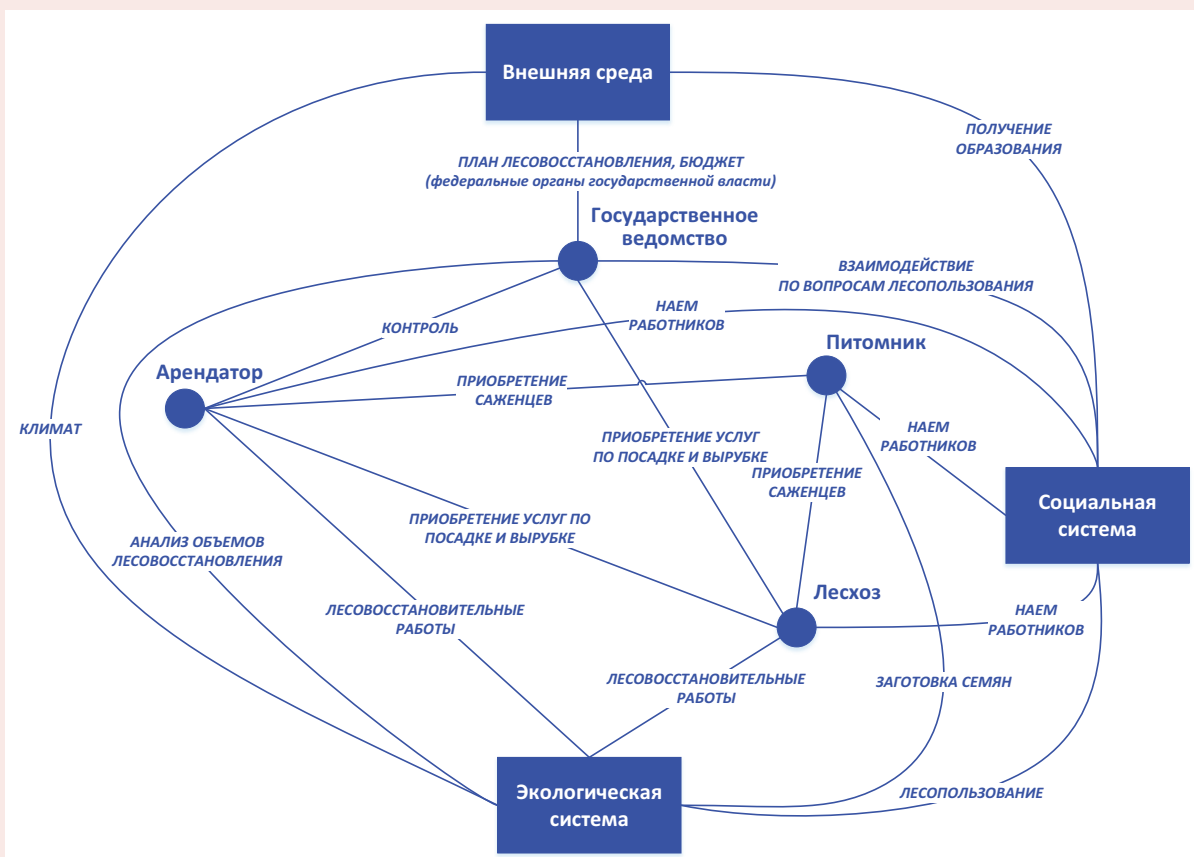 Внешняя среда
ПОЛУЧЕНИЕ
ОБРАЗОВАНИЯ
ПЛАН ЛЕСОВОССТАНОВЛЕНИЯ, БЮДЖЕТ
(федеральные органы государственной власти)
Государственное
ведомство
ВЗАИМОДЕЙСТВИЕ
ПО ВОПРОСАМ ЛЕСОПОЛЬЗОВАНИЯ
НАЕМ
РАБОТНИКОВ
КОНТРОЛЬ
Питомник
Арендатор
ПРИОБРЕТЕНИЕ
САЖЕНЦЕВ
КЛИМАТ
НАЕМ
РАБОТНИКОВ
ПРИОБРЕТЕНИЕ УСЛУГ
ПО ПОСАДКЕ И ВЫРУБКЕ
ПРИОБРЕТЕНИЕ
САЖЕНЦЕВ
Социальная
система
ПРИОБРЕТЕНИЕ УСЛУГ ПО
ПОСАДКЕ И ВЫРУБКЕ
АНАЛИЗ ОБЪЕМОВ
ЛЕСОВОССТАНОВЛЕНИЯ
Лесхоз
ЛЕСОВОССТАНОВИТЕЛЬНЫЕ
РАБОТЫ
НАЕМ
РАБОТНИКОВ
ЛЕСОВОССТАНОВИТЕЛЬНЫЕ
РАБОТЫ
ЗАГОТОВКА СЕМЯН
Экологическая
система
ЛЕСОПОЛЬЗОВАНИЕ